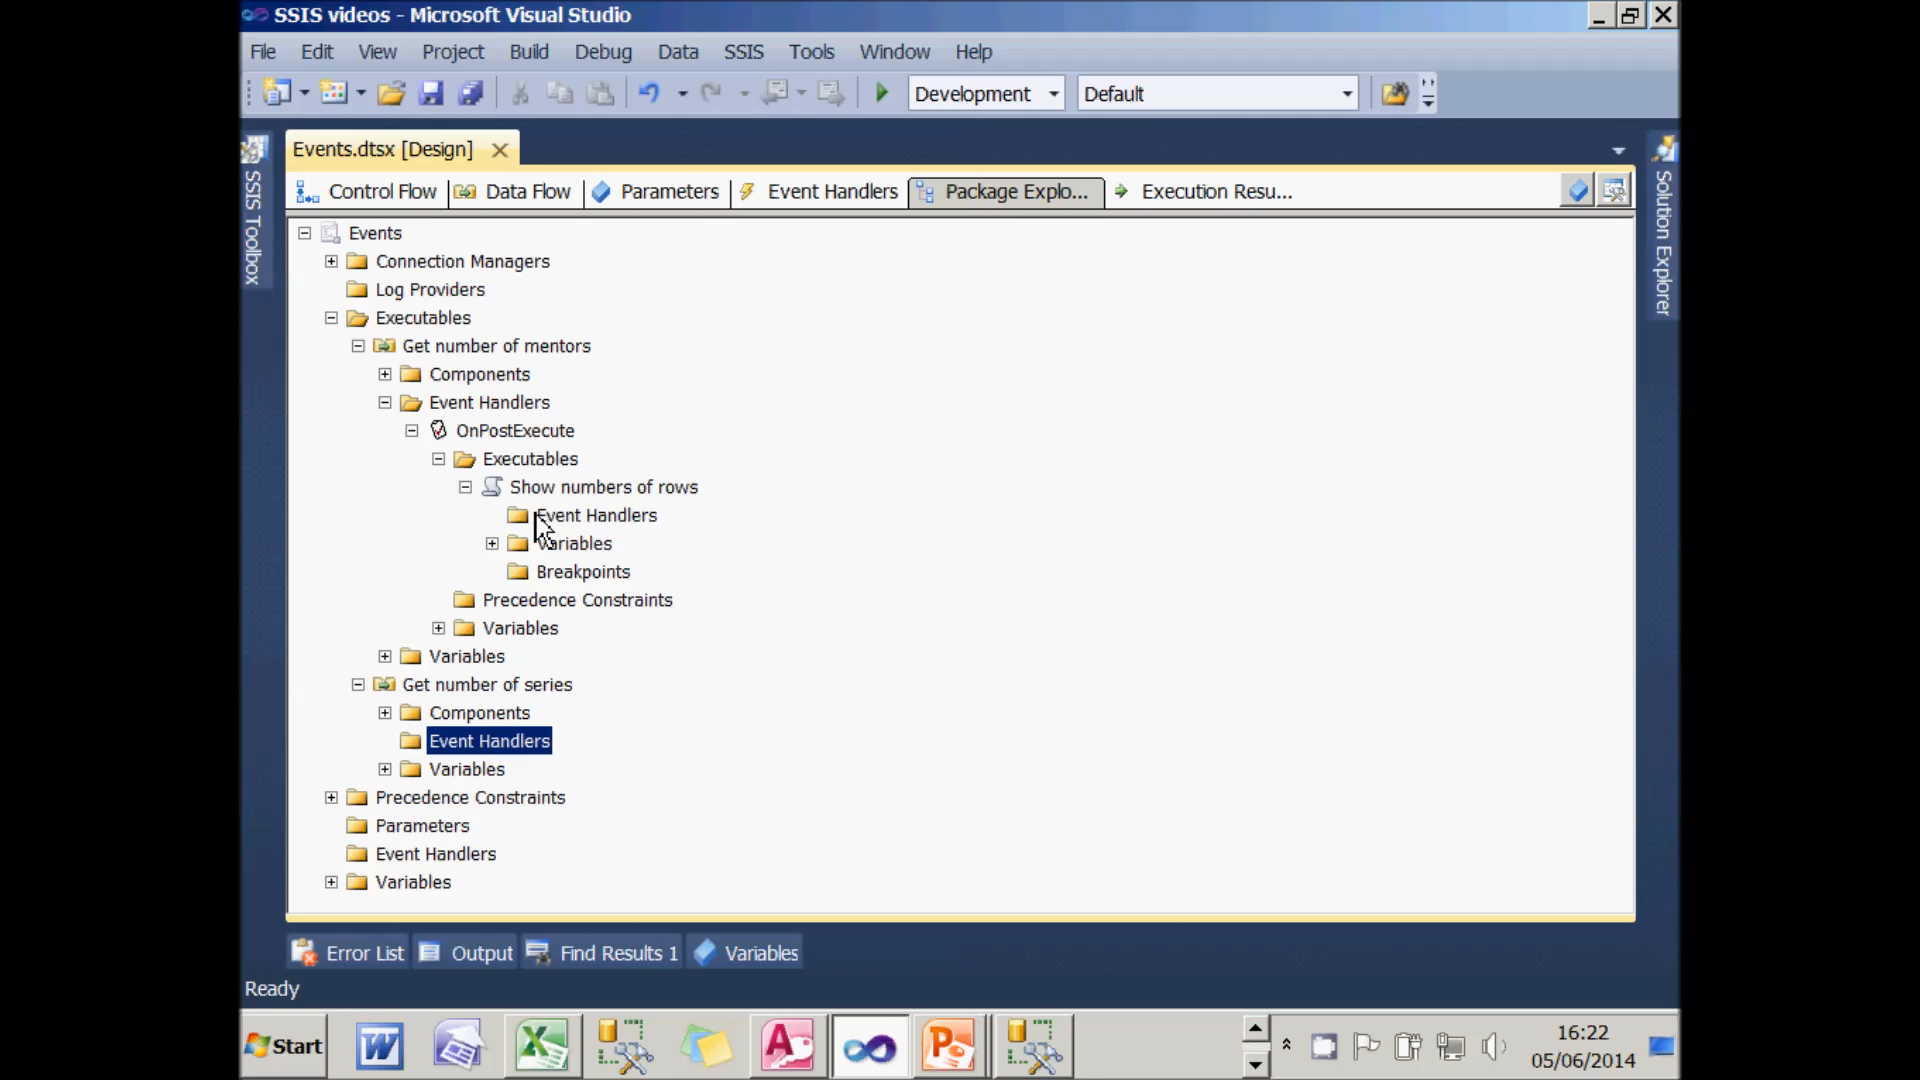 SSIS videos - Microsoft Visual Studio
File Edit View Project Build Debug Data SSIS Tools Window Help
Development Default
SSIS Toolbox
Events.dtsx [Design]
Solution Explorer
Control Flow Data Flow Parameters Event Handlers Package Explo... Execution Resu...
Events
Connection Managers
Log Providers
Executables
Get number of mentors
Components
Event Handlers
OnPostExecute
Executables
Show numbers of rows
Event Handlers
Variables
Breakpoints
Precedence Constraints
Variables
Variables
Get number of series
Components
Event Handlers
Variables
Precedence Constraints
Parameters
Event Handlers
Variables
Error List Output Find Results 1 Variables
Ready
Start
16:22
05/06/2014